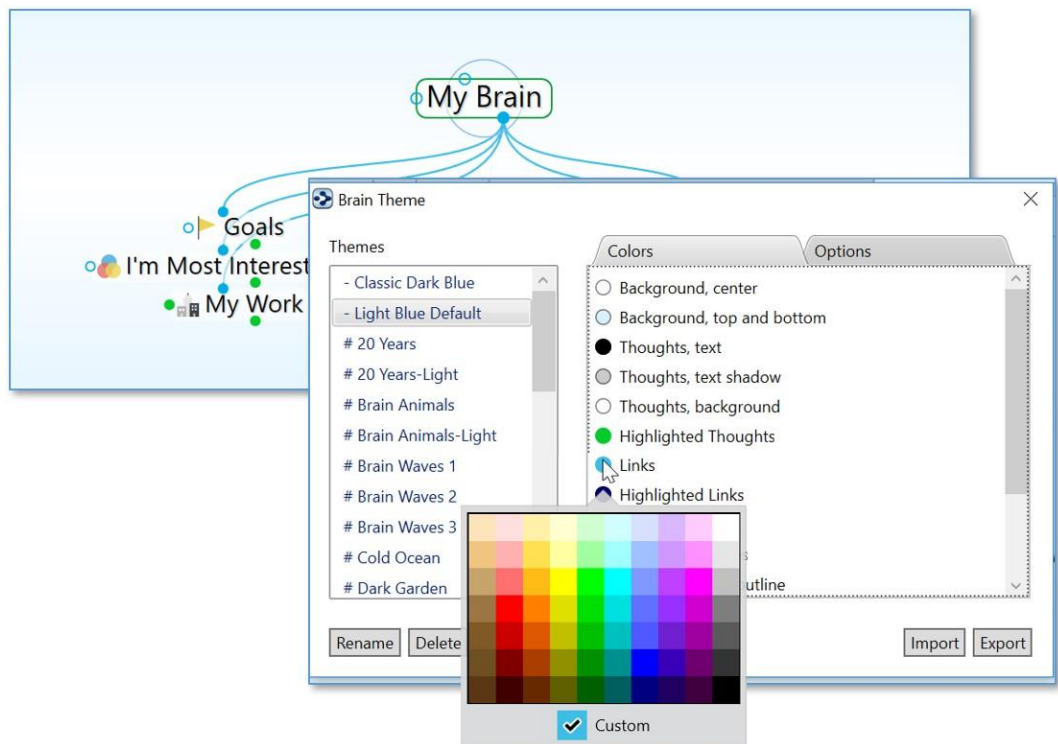 My Brain
Goals
I'm Most Interest
My Work
Brain Theme
Themes
- Classic Dark Blue
- Light Blue Default
# 20 Years
# 20 Years-Light
# Brain Animals
# Brain Animals-Light
# Brain Waves 1
# Brain Waves 2
# Brain Waves 3
# Cold Ocean
# Dark Garden
Rename
Delete
Colors
Options
Background, center
Background, top and bottom
Thoughts, text
Thoughts, text shadow
Thoughts, background
Highlighted Thoughts
Links
Highlighted Links
utline
Import
Export
Custom